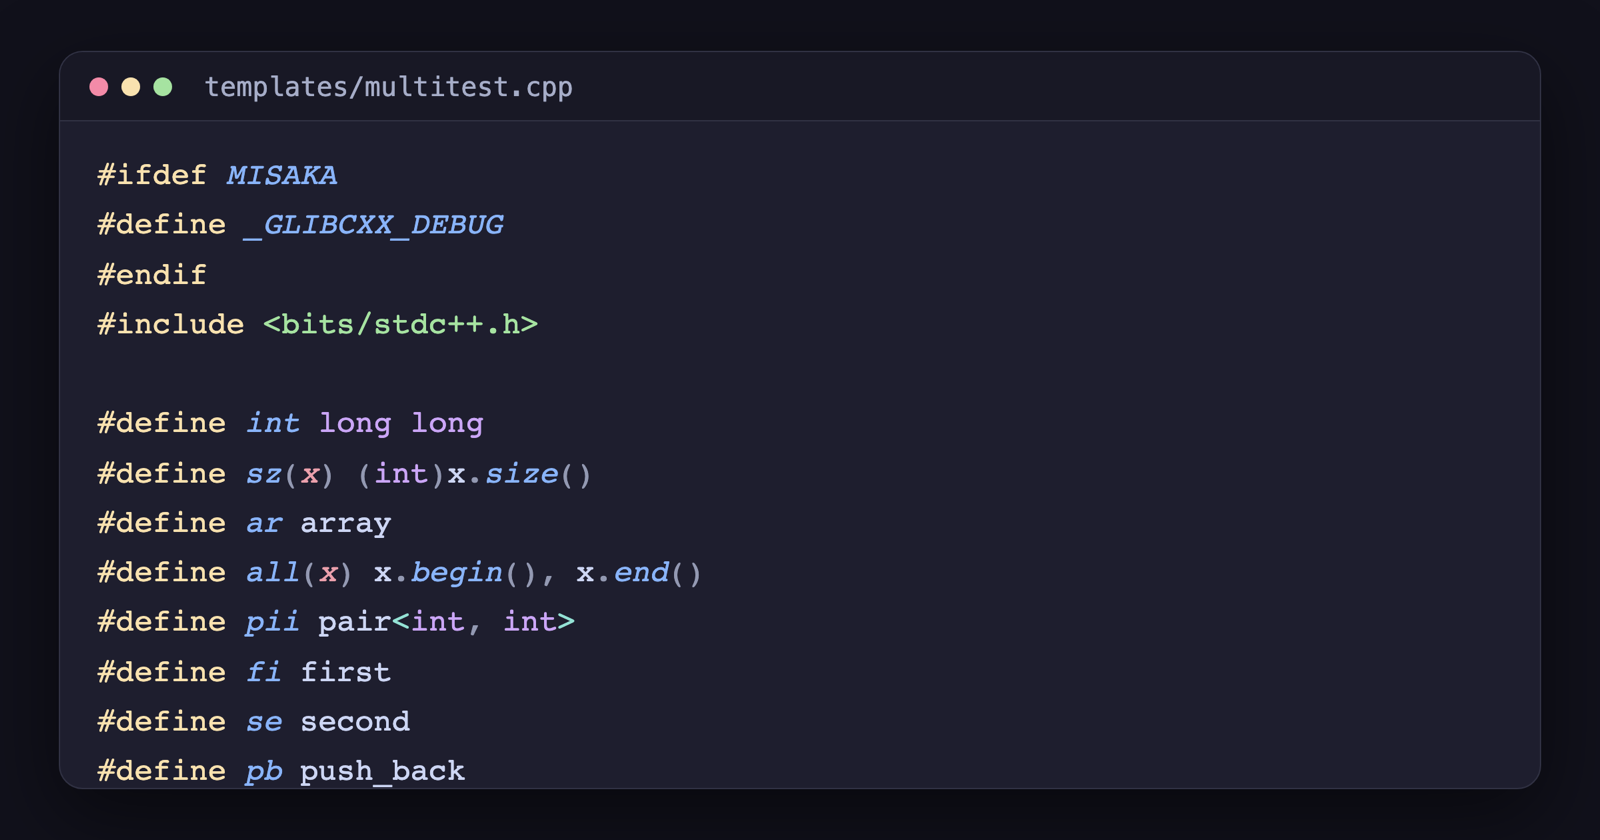 templates/multitest.cpp
#ifdef MISAKA
#define _GLIBCXX_DEBUG
#endif
#include <bits/stdc++.h>
#define int long long
#define sz(x) (int)x.size()
#define ar array
#define all(x) x.begin(), x.end()
#define pii pair<int, int>
#define fi first
#define se second
#define pb push_back